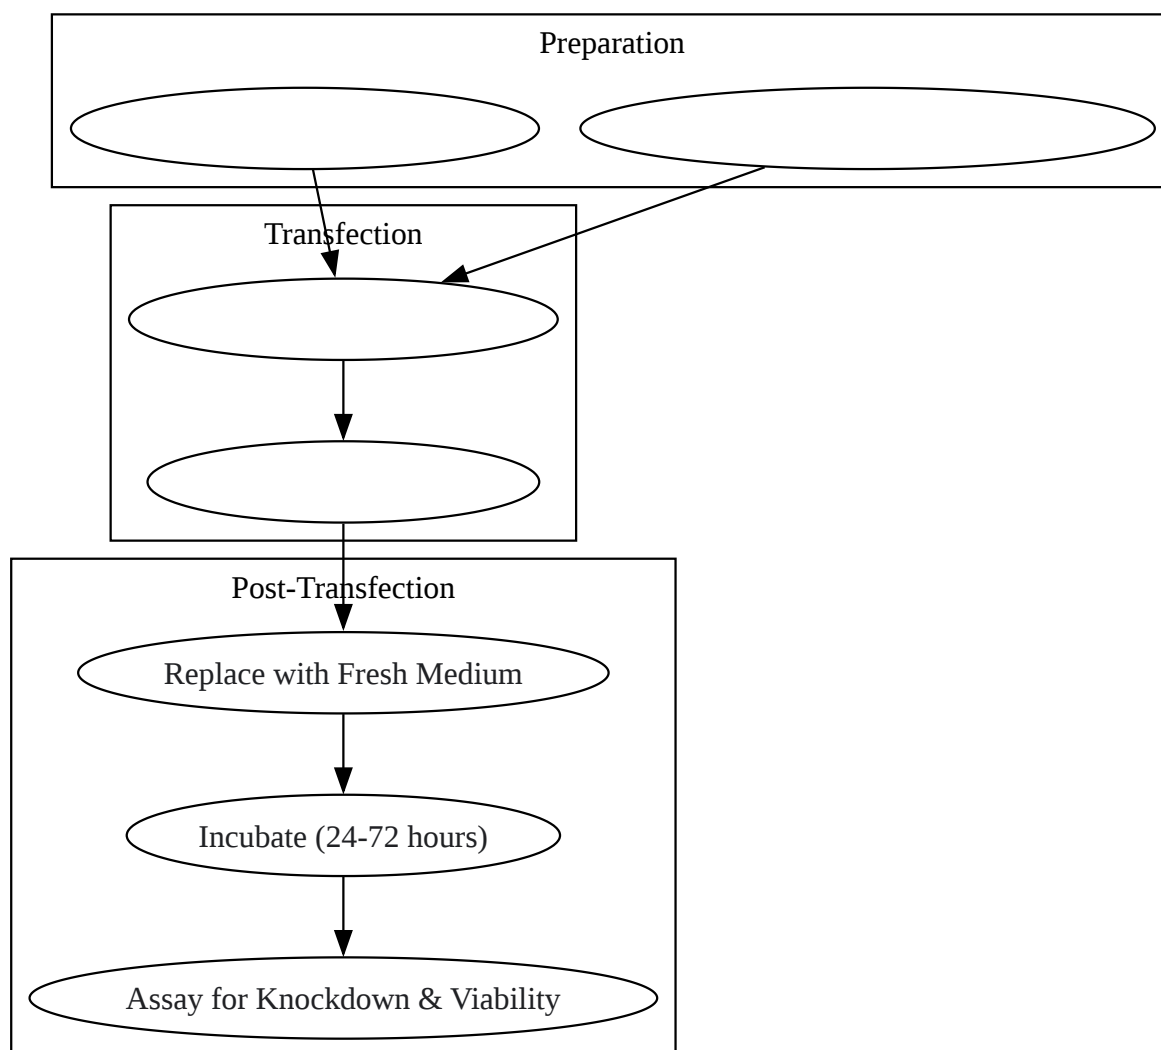 Preparation
Transfection
Post-Transfection
Replace with Fresh Medium
Incubate (24-72 hours)
Assay for Knockdown & Viability